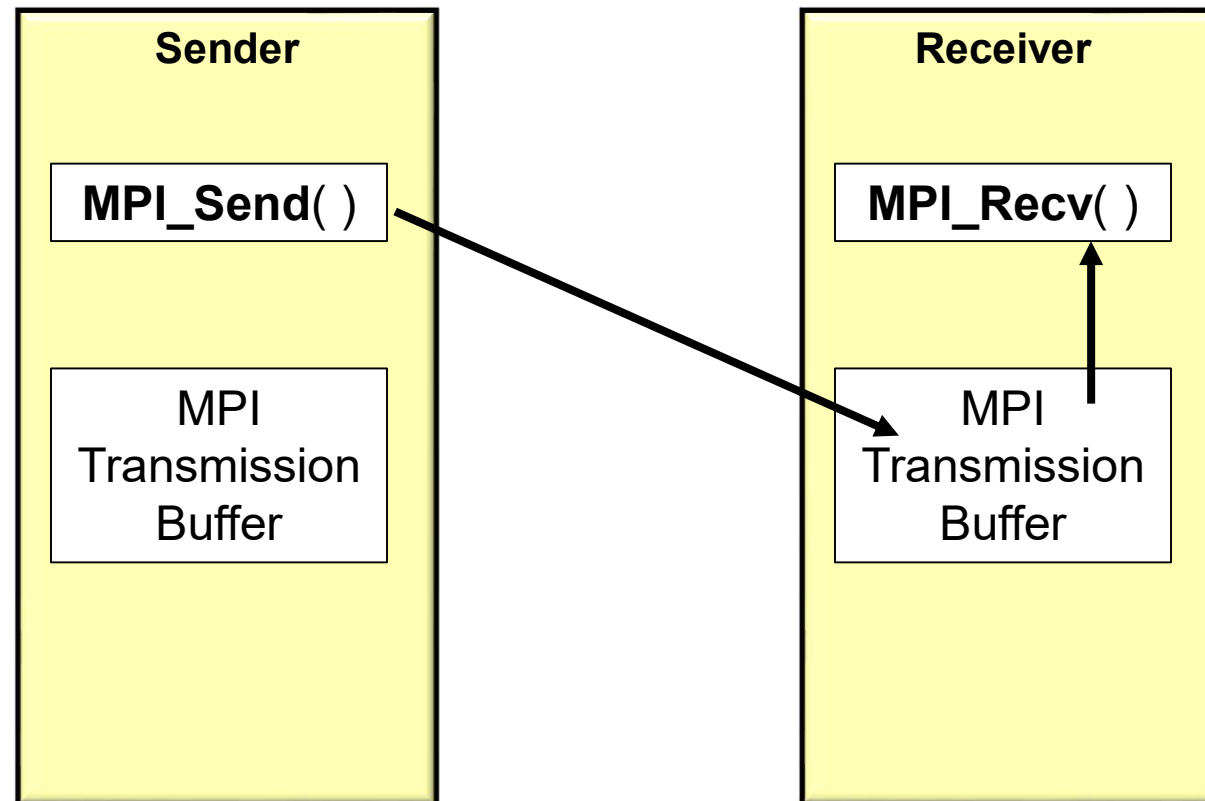 Sender
MPI_Send( )
MPI
Transmission
Buffer
Receiver
MPI_Recv( )
MPI
Transmission
Buffer